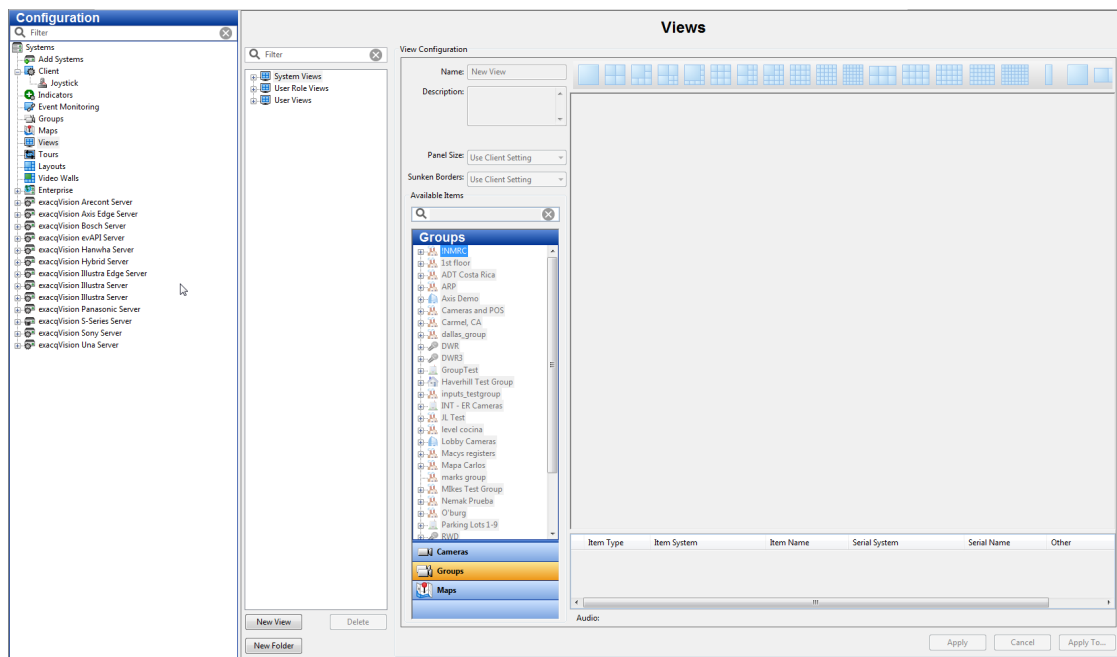 Configuration
Filter
Systems
Add Systems
Client
Joystick
Indicators
Event Monitoring
Groups
Maps
Views
Tours
Layouts
Video Walls
Enterprise
exacqVision Arecont Server
exacqVision Axis Edge Server
exacqVision Bosch Server
exacqVision evAPI Server
exacqVision Hanwha Server
exacqVision Hybrid Server
exacqVision Illustra Edge Server
exacqVision Illustra Server
exacqVision Illustra Server
exacqVision Panasonic Server
exacqVision S-Series Server
exacqVision Sony Server
exacqVision Una Server
Views
Filter
System Views
User Role Views
User Views
New View
Delete
New Folder
View Configuration
Name: New View
Description:
Panel Size: Use Client Setting
Sunken Borders: Use Client Setting
Available Items
Groups
!NMRC
1st floor
ADT Costa Rica
ARP
Axis Demo
Cameras and POS
Carmel, CA
dallas_group
DWR
DWR3
GroupTest
Haverhill Test Group
inputs_testgroup
INT - ER Cameras
JL Test
level cocina
Lobby Cameras
Macys registers
Mapa Carlos
marks group
MIkes Test Group
Nemak Prueba
O'burg
Parking Lots 1-9
RWD
Cameras
Groups
Maps
Item Type Item System Item Name Serial System Serial Name Other
Audio:
Apply Cancel Apply To...